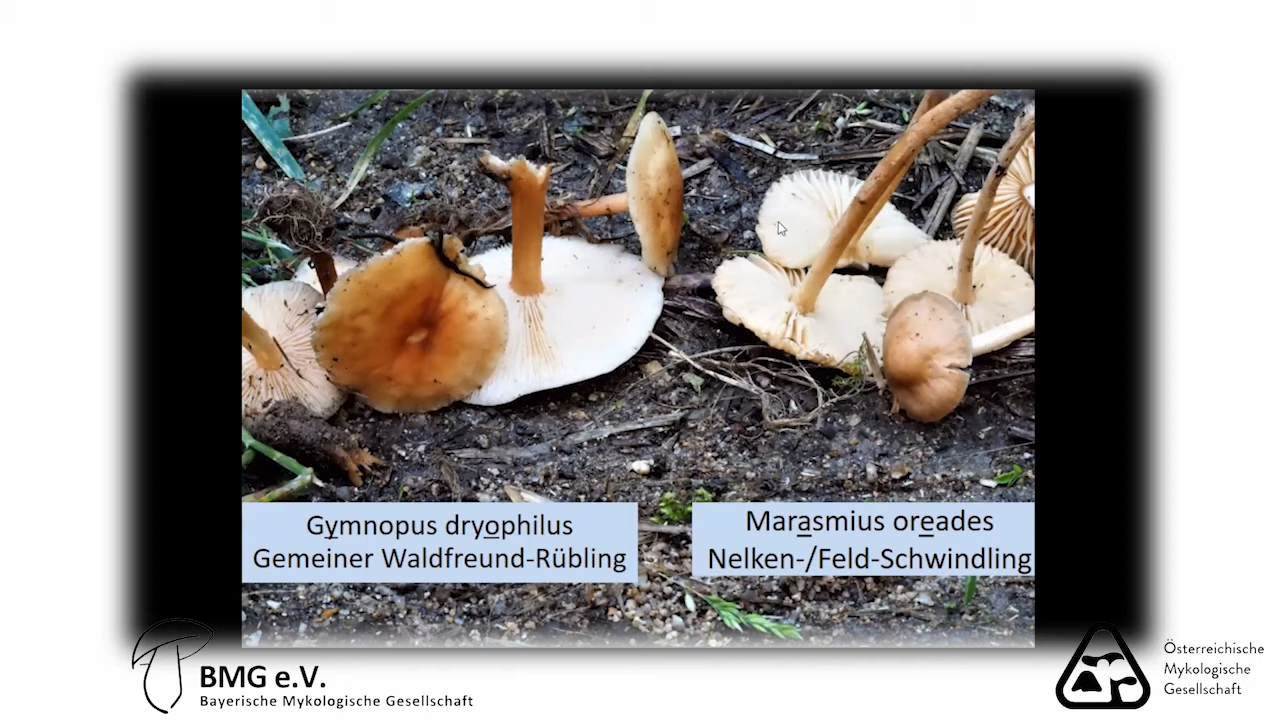 Gymnopus dryophilus
Gemeiner Waldfreund-Rübling
Marasmius oreades
Nelken-/Feld-Schwindling
BMG e.V.
Bayerische Mykologische Gesellschaft
Österreichische
Mykologische
Gesellschaft